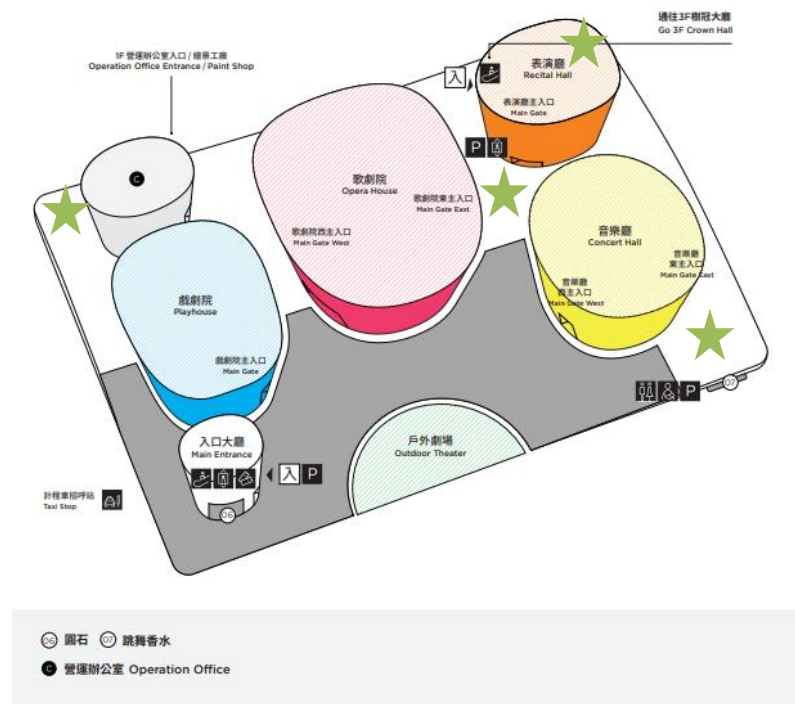 通往3F樹冠大廳
Go 3F Crown Hall
1F 營運辦公室入口 / 繪景工廠
Operation Office Entrance / Paint Shop
表演廳
Recital Hall
入
表演廳主入口
Main Gate
P
C
歌劇院
Opera House
歌劇院東主入口
Main Gate East
歌劇院西主入口
Main Gate West
音樂廳
Concert Hall
音樂廳
東主入口
Main Gate East
音樂廳
西主入口
Main Gate West
戲劇院
Playhouse
戲劇院主入口
Main Gate
P
07
入口大廳
Main Entrance
戶外劇場
Outdoor Theater
入 P
計程車招呼站
Taxi Stop
06
06 圓石 07 跳舞香水
C 營運辦公室 Operation Office